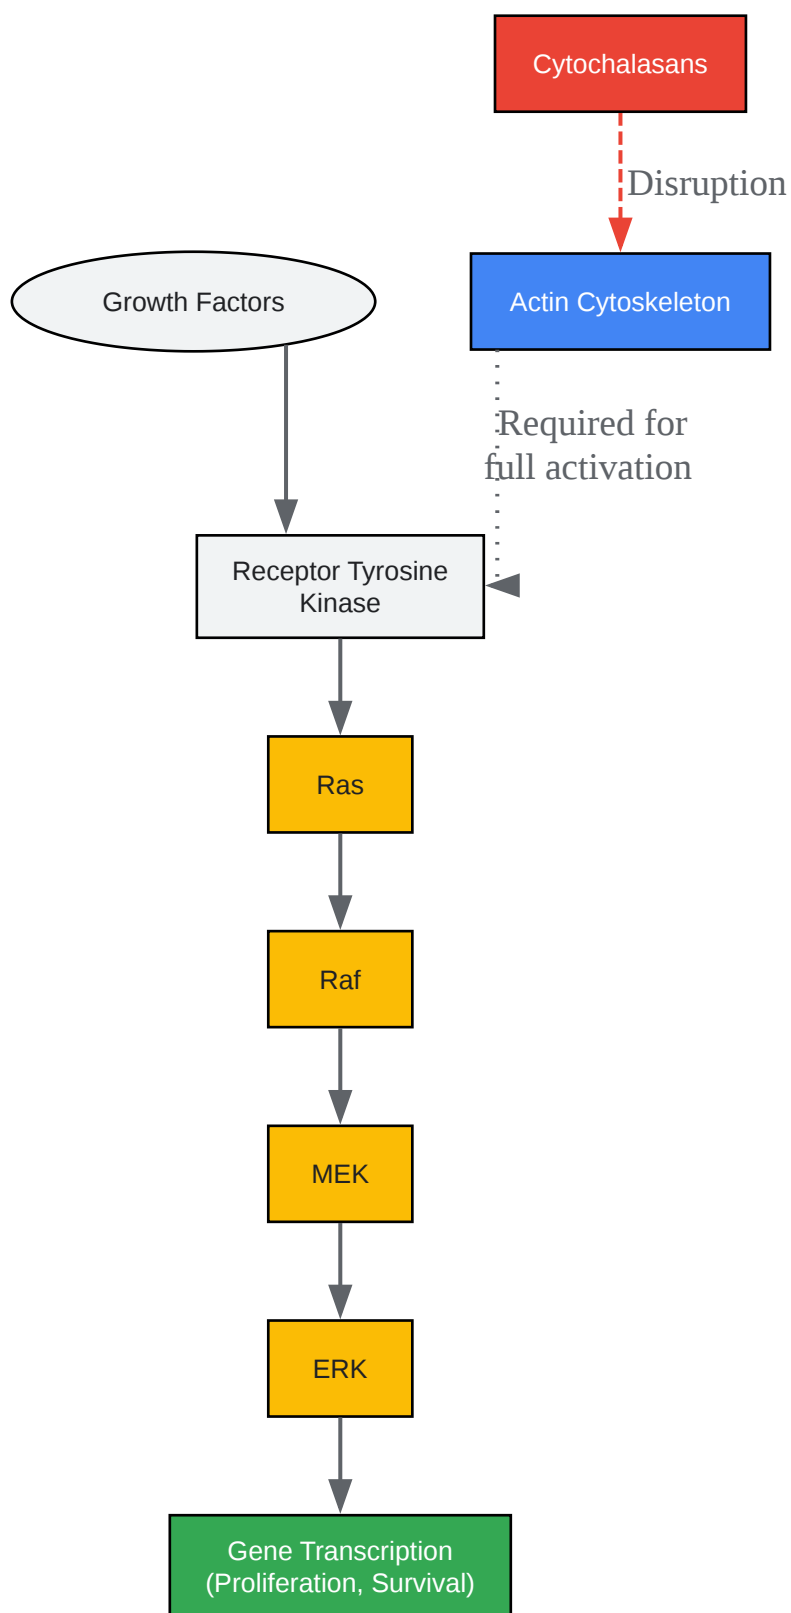 Cytochalasans
Disruption
Growth Factors
Actin Cytoskeleton
Required for
full activation
Receptor Tyrosine
Kinase
Ras
Raf
MEK
ERK
Gene Transcription
(Proliferation, Survival)